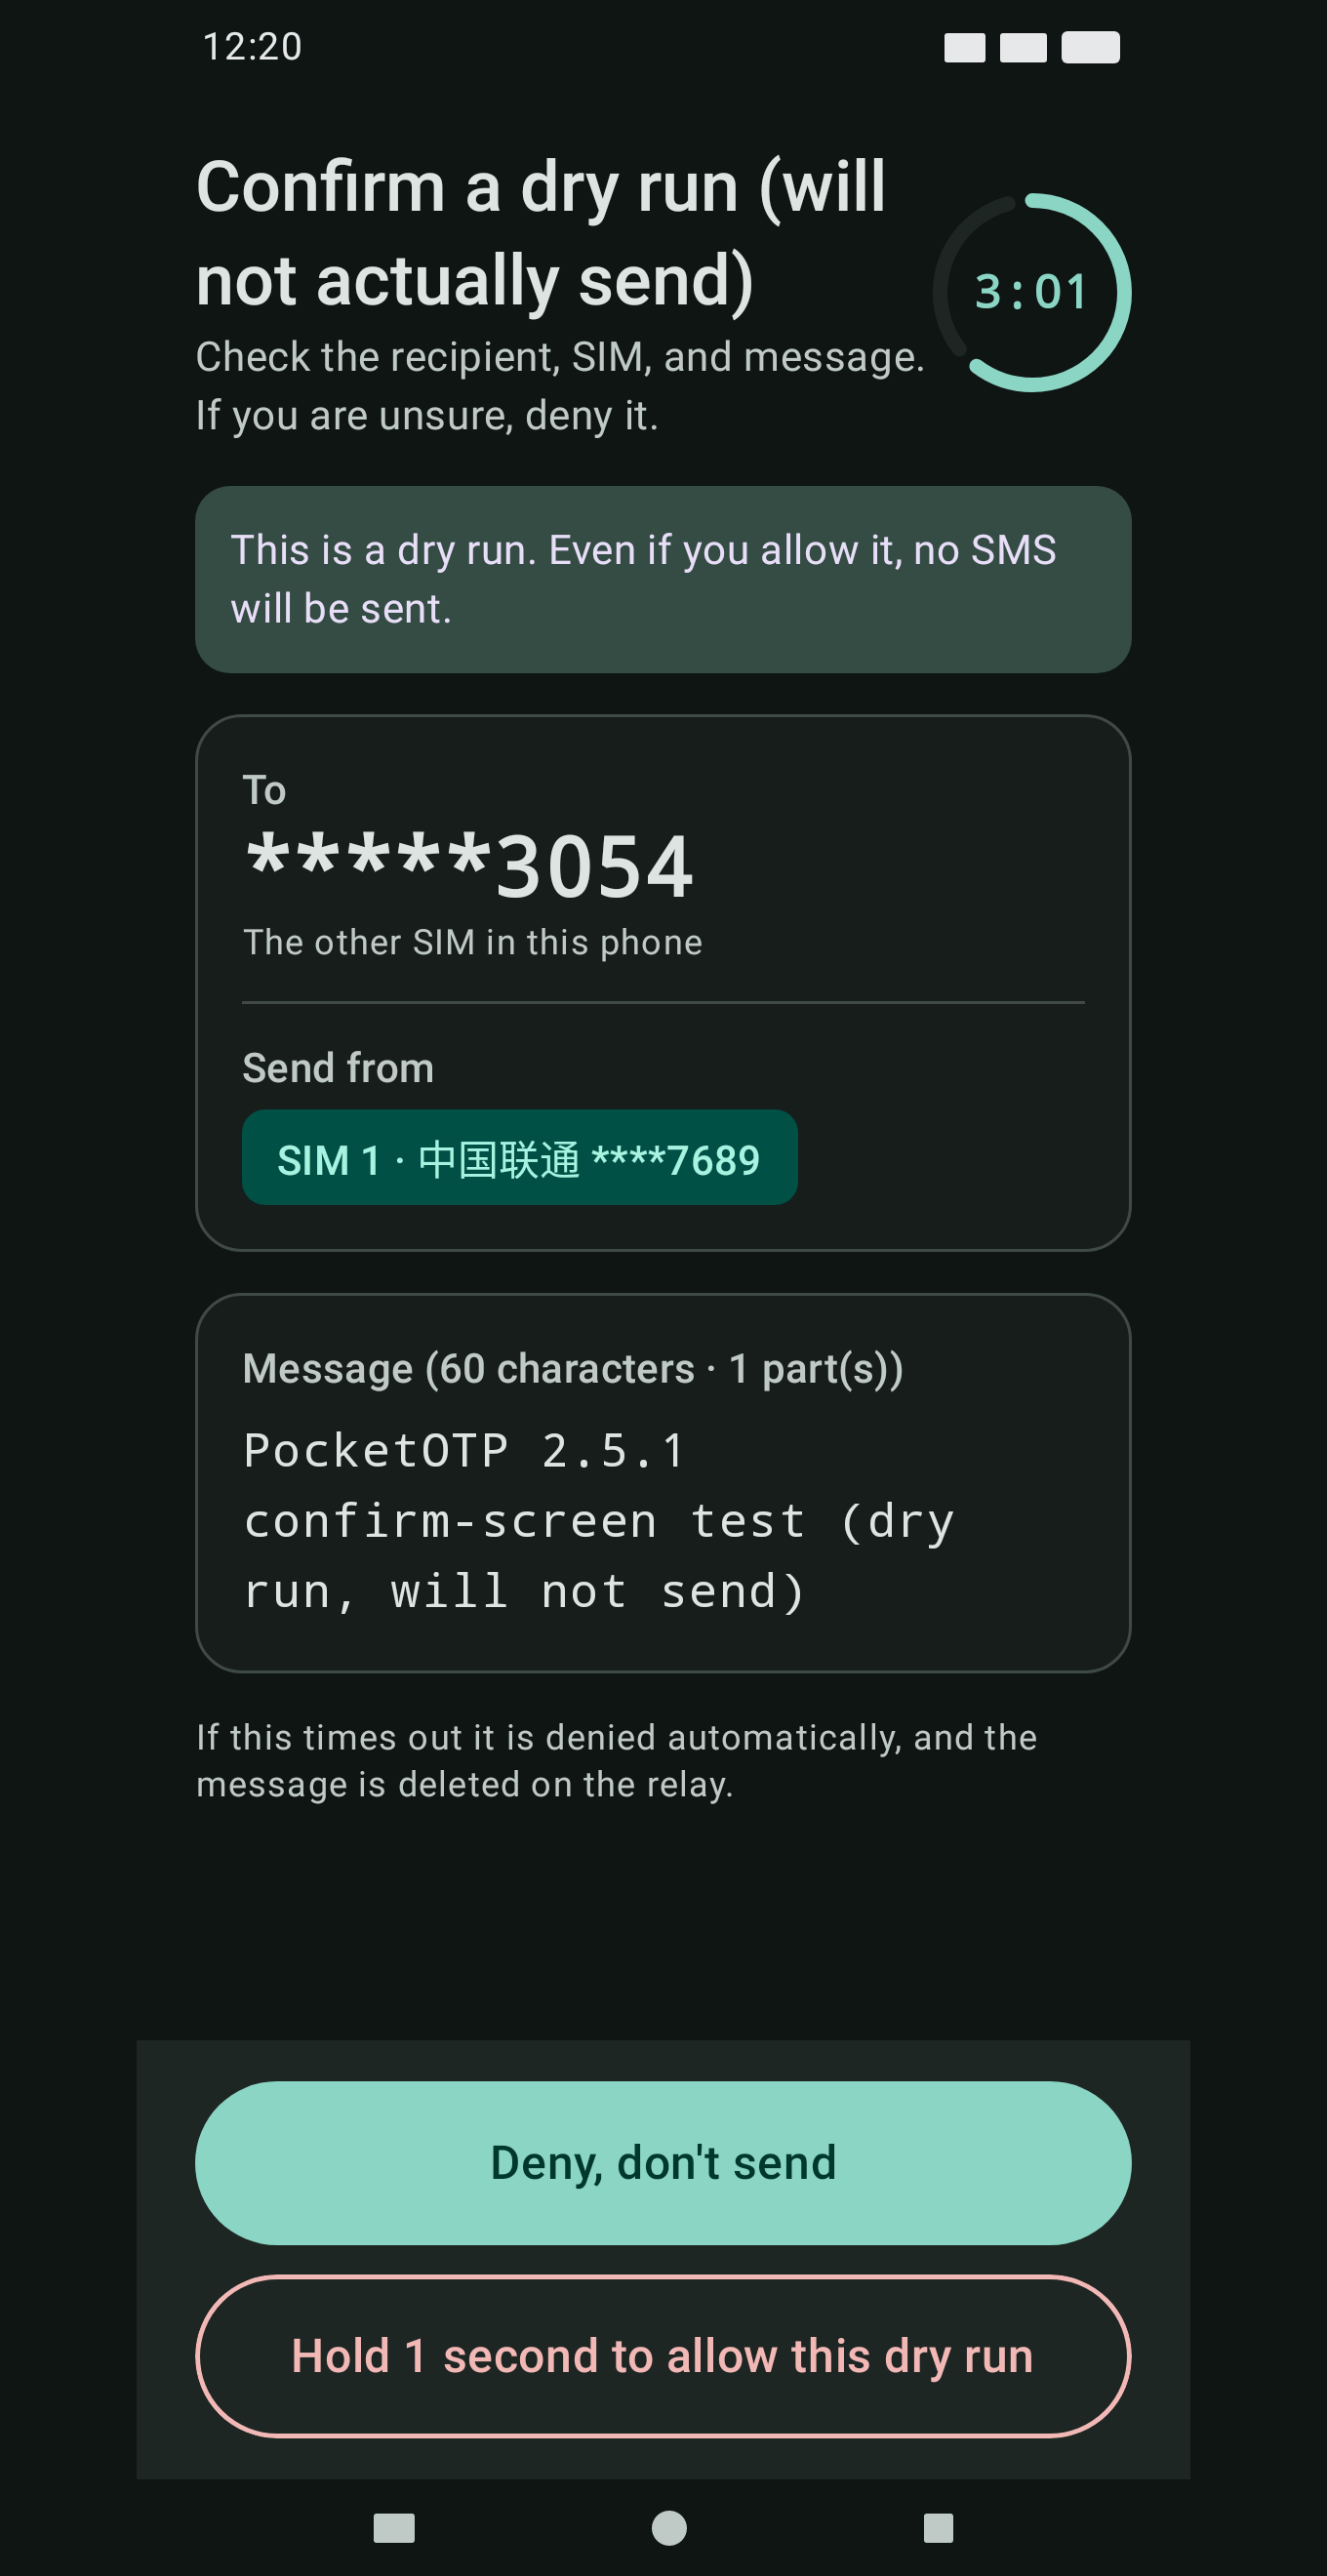 12:20
Confirm a dry run (will
not actually send)
3:01
Check the recipient, SIM, and message.
If you are unsure, deny it.
This is a dry run. Even if you allow it, no SMS
will be sent.
To
*****3054
The other SIM in this phone
Send from
SIM 1 · 中国联通 ****7689
Message (60 characters · 1 part(s))
PocketOTP 2.5.1
confirm-screen test (dry
run, will not send)
If this times out it is denied automatically, and the
message is deleted on the relay.
Deny, don't send
Hold 1 second to allow this dry run